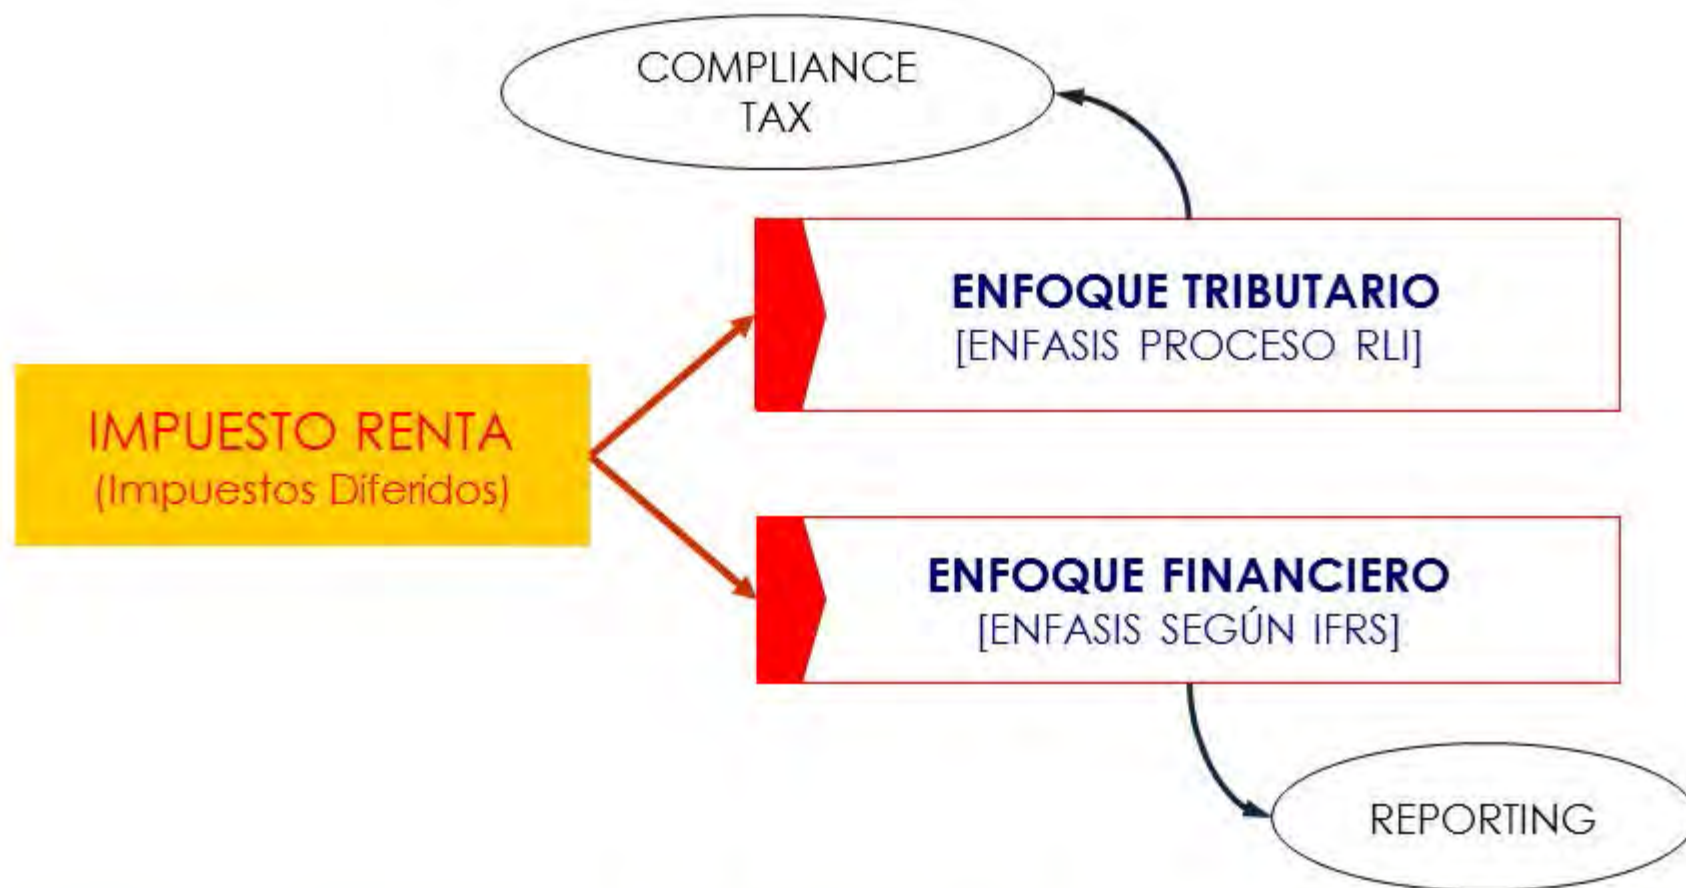 COMPLIANCE
TAX
ENFOQUE TRIBUTARIO
[ENFASIS PROCESO RLI]
IMPUESTO RENTA
(Impuestos Diferidos)
ENFOQUE FINANCIERO
[ENFASIS SEGÚN IFRS]
REPORTING